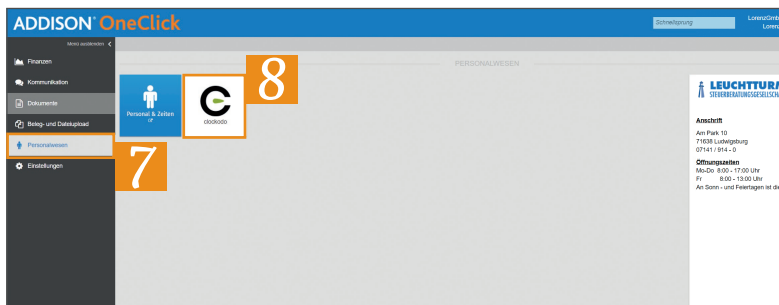 ADDISON OneClick
Schnellsprung
LorenzGmb
Lorenz
Menü ausblenden
Finanzen
Kommunikation
Dokumente
Beleg- und Dateiupload
Personalwesen
Einstellungen
7
PERSONALWESEN
Personal & Zeiten
clockodo
8
LEUCHTTURM
STEUERBERATUNGSGESELLSCHA
Anschrift
Am Park 10
71638 Ludwigsburg
07141 / 914 - 0
Öffnungszeiten
Mo-Do 8:00 - 17:00 Uhr
Fr 8:00 - 13:00 Uhr
An Sonn - und Feiertagen ist die